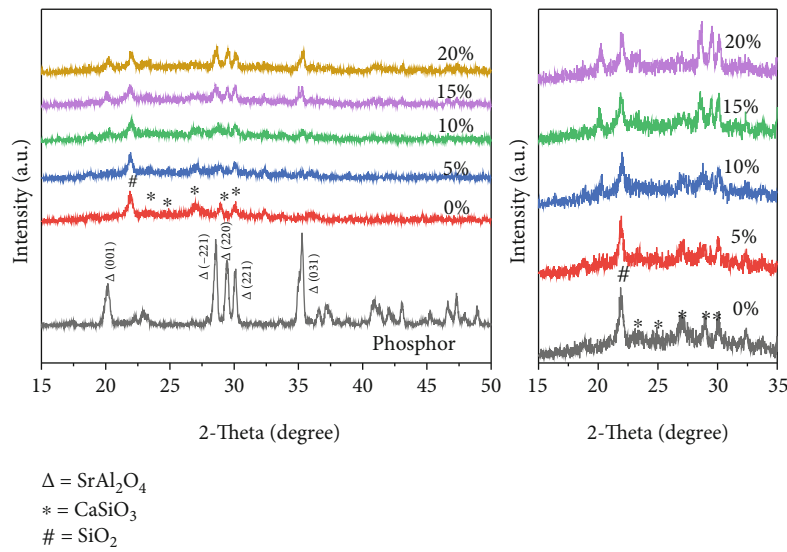 20%
15%
10%
5%
0%
#
* * * * *
Δ (001)
Δ (−221)
Δ (220)
Δ (221)
Δ (031)
Phosphor
Intensity (a.u.)
15 20 25 30 35 40 45 50
2-Theta (degree)
20%
15%
10%
5%
0%
#
* * * * *
Intensity (a.u.)
15 20 25 30 35
2-Theta (degree)
Δ = SrAl₂O₄
* = CaSiO₃
# = SiO₂